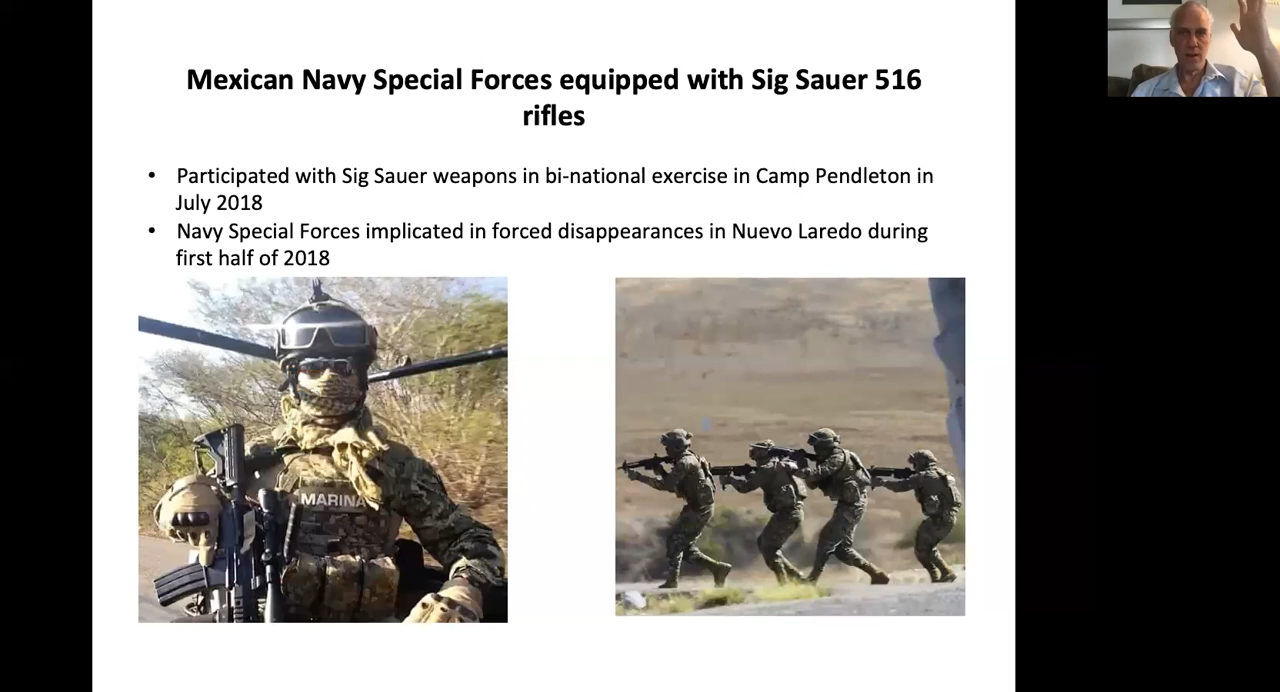 Mexican Navy Special Forces equipped with Sig Sauer 516
rifles
• Participated with Sig Sauer weapons in bi-national exercise in Camp Pendleton in
July 2018
• Navy Special Forces implicated in forced disappearances in Nuevo Laredo during
first half of 2018
MARINA